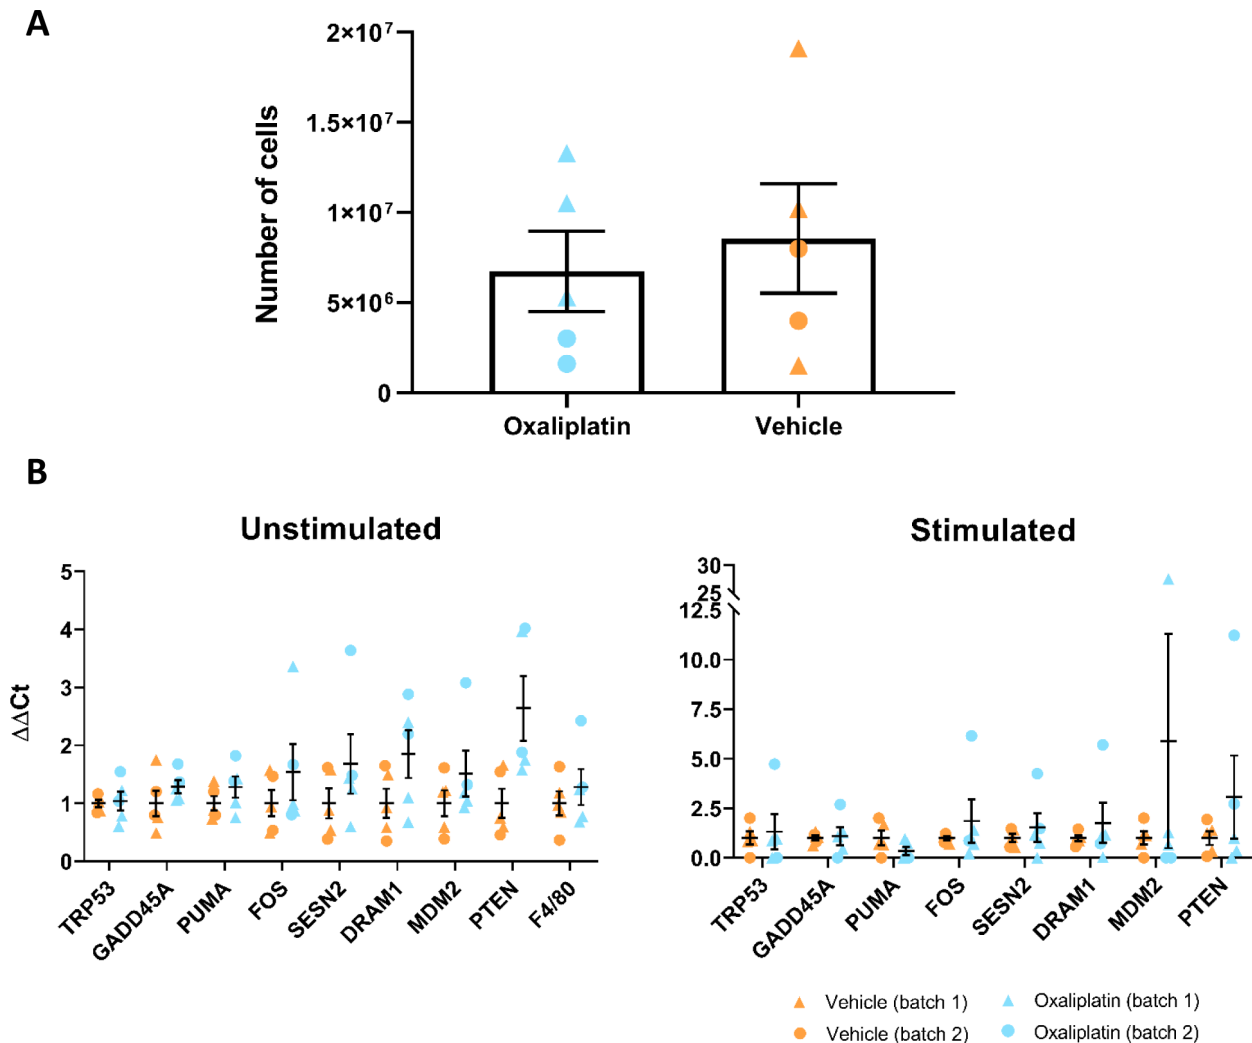 A
Number of cells
2×10⁷
1.5×10⁷
1×10⁷
5×10⁶
0
Oxaliplatin
Vehicle
B
Unstimulated
ΔΔCt
5
4
3
2
1
0
TRP53
GADD45A
PUMA
FOS
SESN2
DRAM1
MDM2
PTEN
F4/80
Stimulated
30
25
12.5
10.0
7.5
5.0
2.5
0.0
TRP53
GADD45A
PUMA
FOS
SESN2
DRAM1
MDM2
PTEN
Vehicle (batch 1)
Oxaliplatin (batch 1)
Vehicle (batch 2)
Oxaliplatin (batch 2)